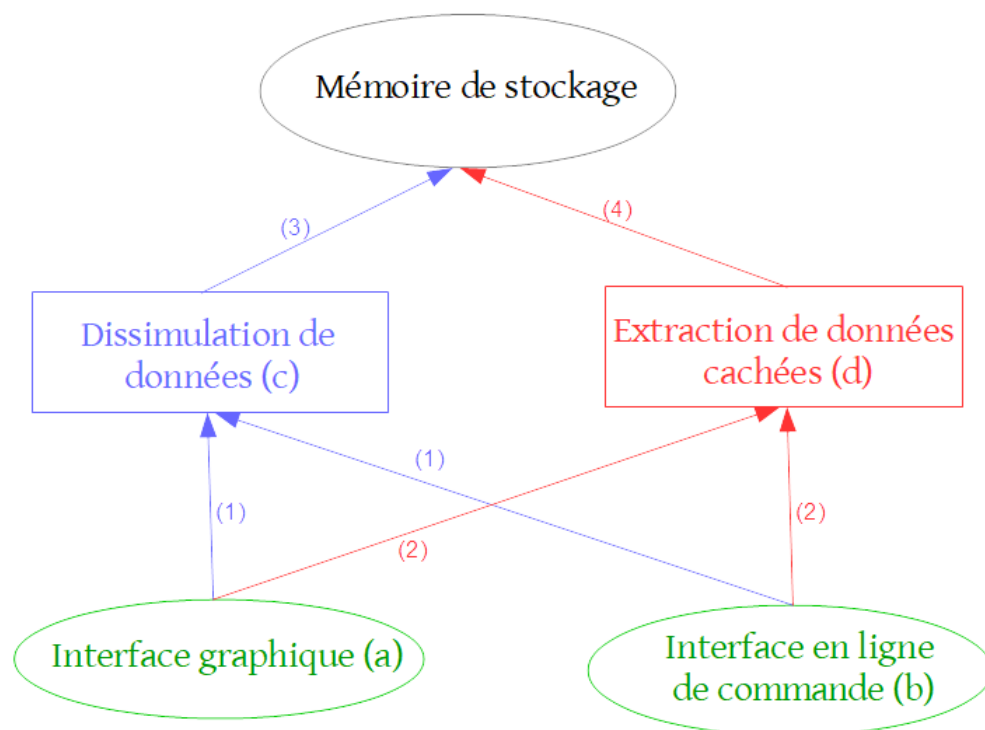 Mémoire de stockage
(3)
(4)
Dissimulation de
données (c)
Extraction de données
cachées (d)
(1)
(1)
(2)
(2)
Interface graphique (a)
Interface en ligne
de commande (b)